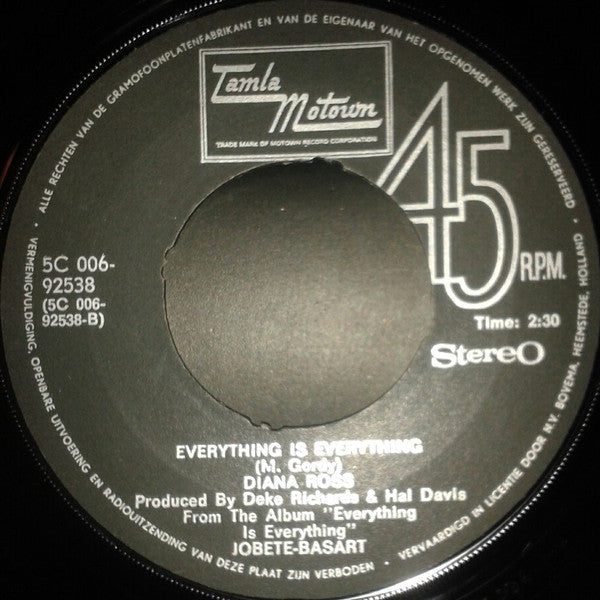 ALLE RECHTEN VAN DE GRAMOFOONPLATENFABRIKANT EN VAN DE EIGENAAR VAN HET OPGENOMEN WERK ZIJN GERESERVEERD •
Tamla
Motown
TRADE MARK OF MOTOWN RECORD CORPORATION
45
R.P.M.
5C 006-
92538
(5C 006-
92538-B)
Time: 2:30
Stereo
EVERYTHING IS EVERYTHING
(M. Gordy)
DIANA ROSS
Produced By Deke Richards & Hal Davis
From The Album "Everything
Is Everything"
JOBETE-BASART
• VERMENIGVULDIGING, OPENBARE UITVOERING EN RADIOUITZENDING VAN DEZE PLAAT ZIJN VERBODEN •
VERVAARDIGD IN LICENTIE DOOR N.V. BOVEMA, HEEMSTEDE, HOLLAND •